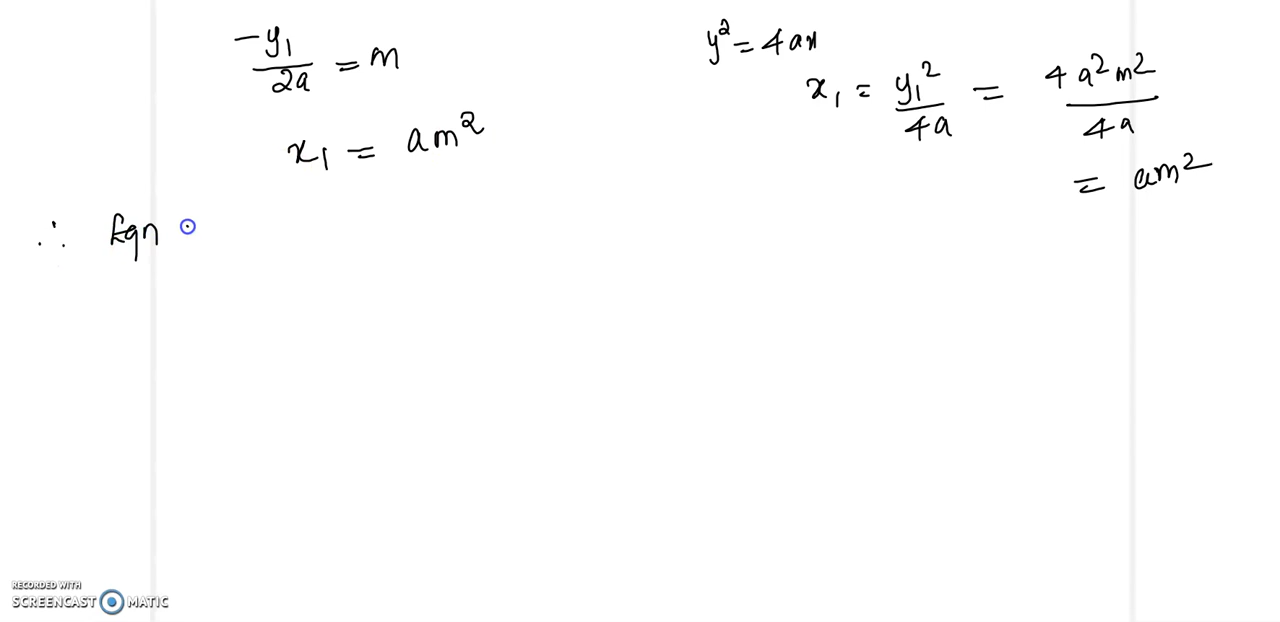 -y₁/2a = m
x₁ = am²
y² = 4ax
x₁ = y₁²/4a = 4a²m²/4a
= am²
∴ Eqn
RECORDED WITH
SCREENCAST MATIC